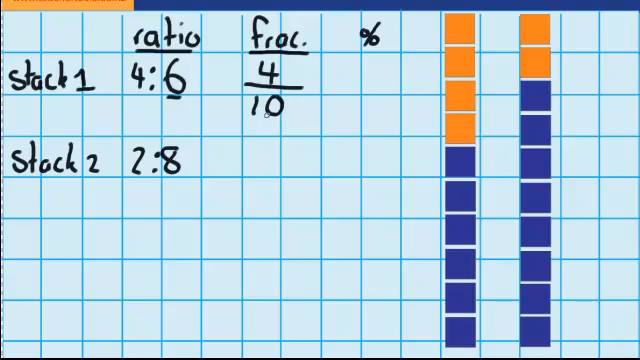 ratio frac. %
stack 1 4:6 4
10
stack 2 2:8